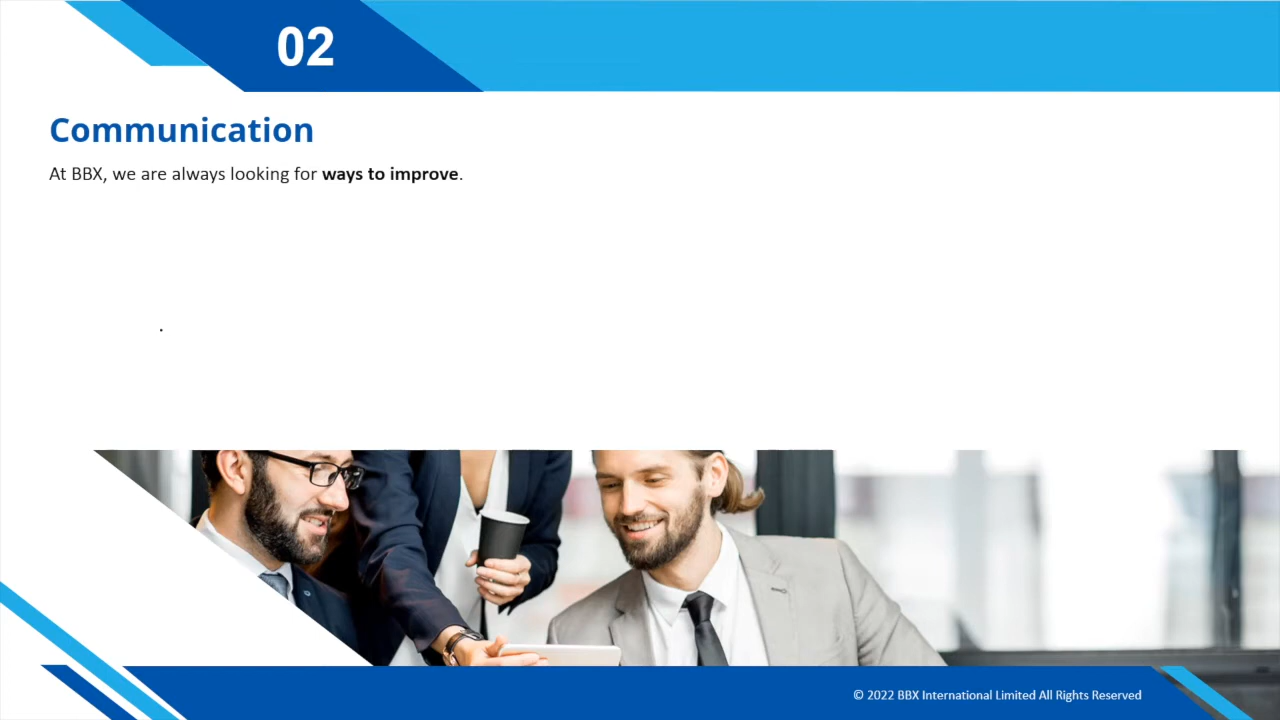 02
Communication
At BBX, we are always looking for ways to improve.
.
© 2022 BBX International Limited All Rights Reserved